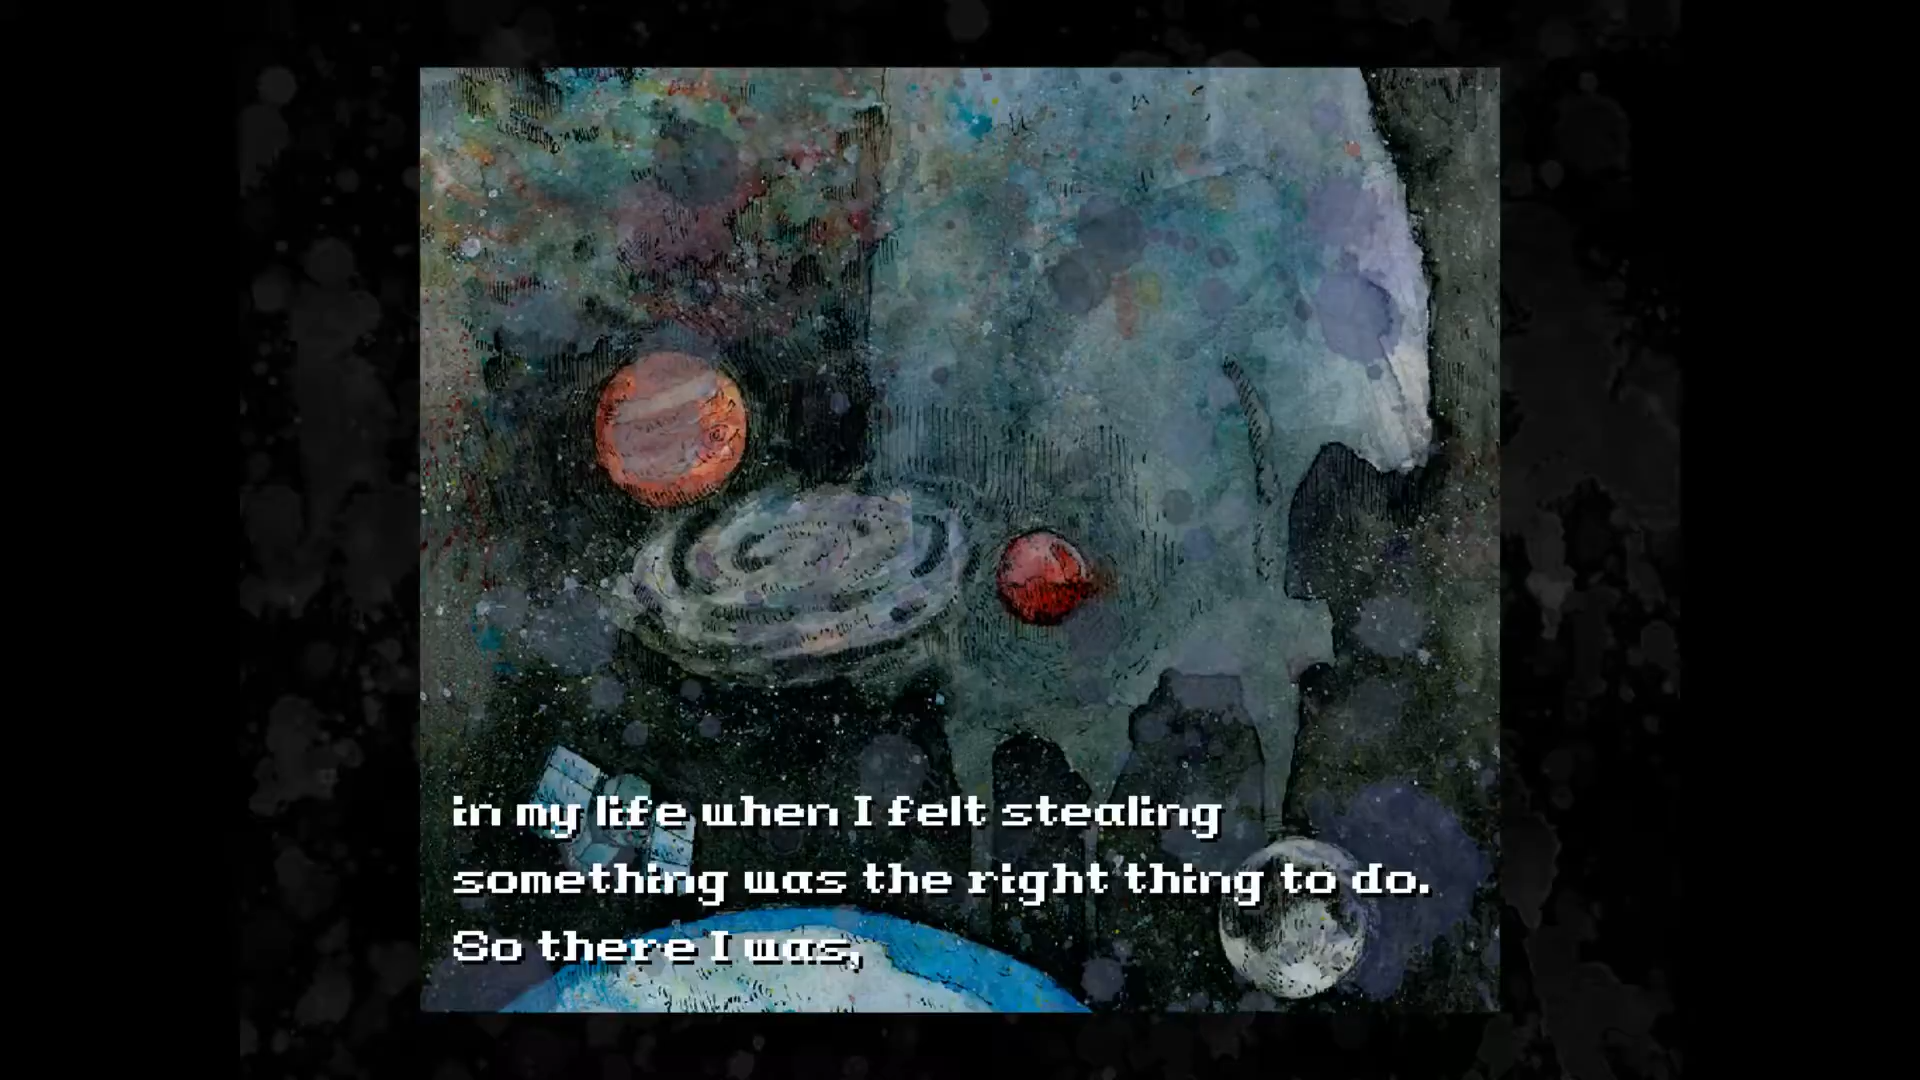 in my life when I felt stealing
something was the right thing to do.
So there I was,